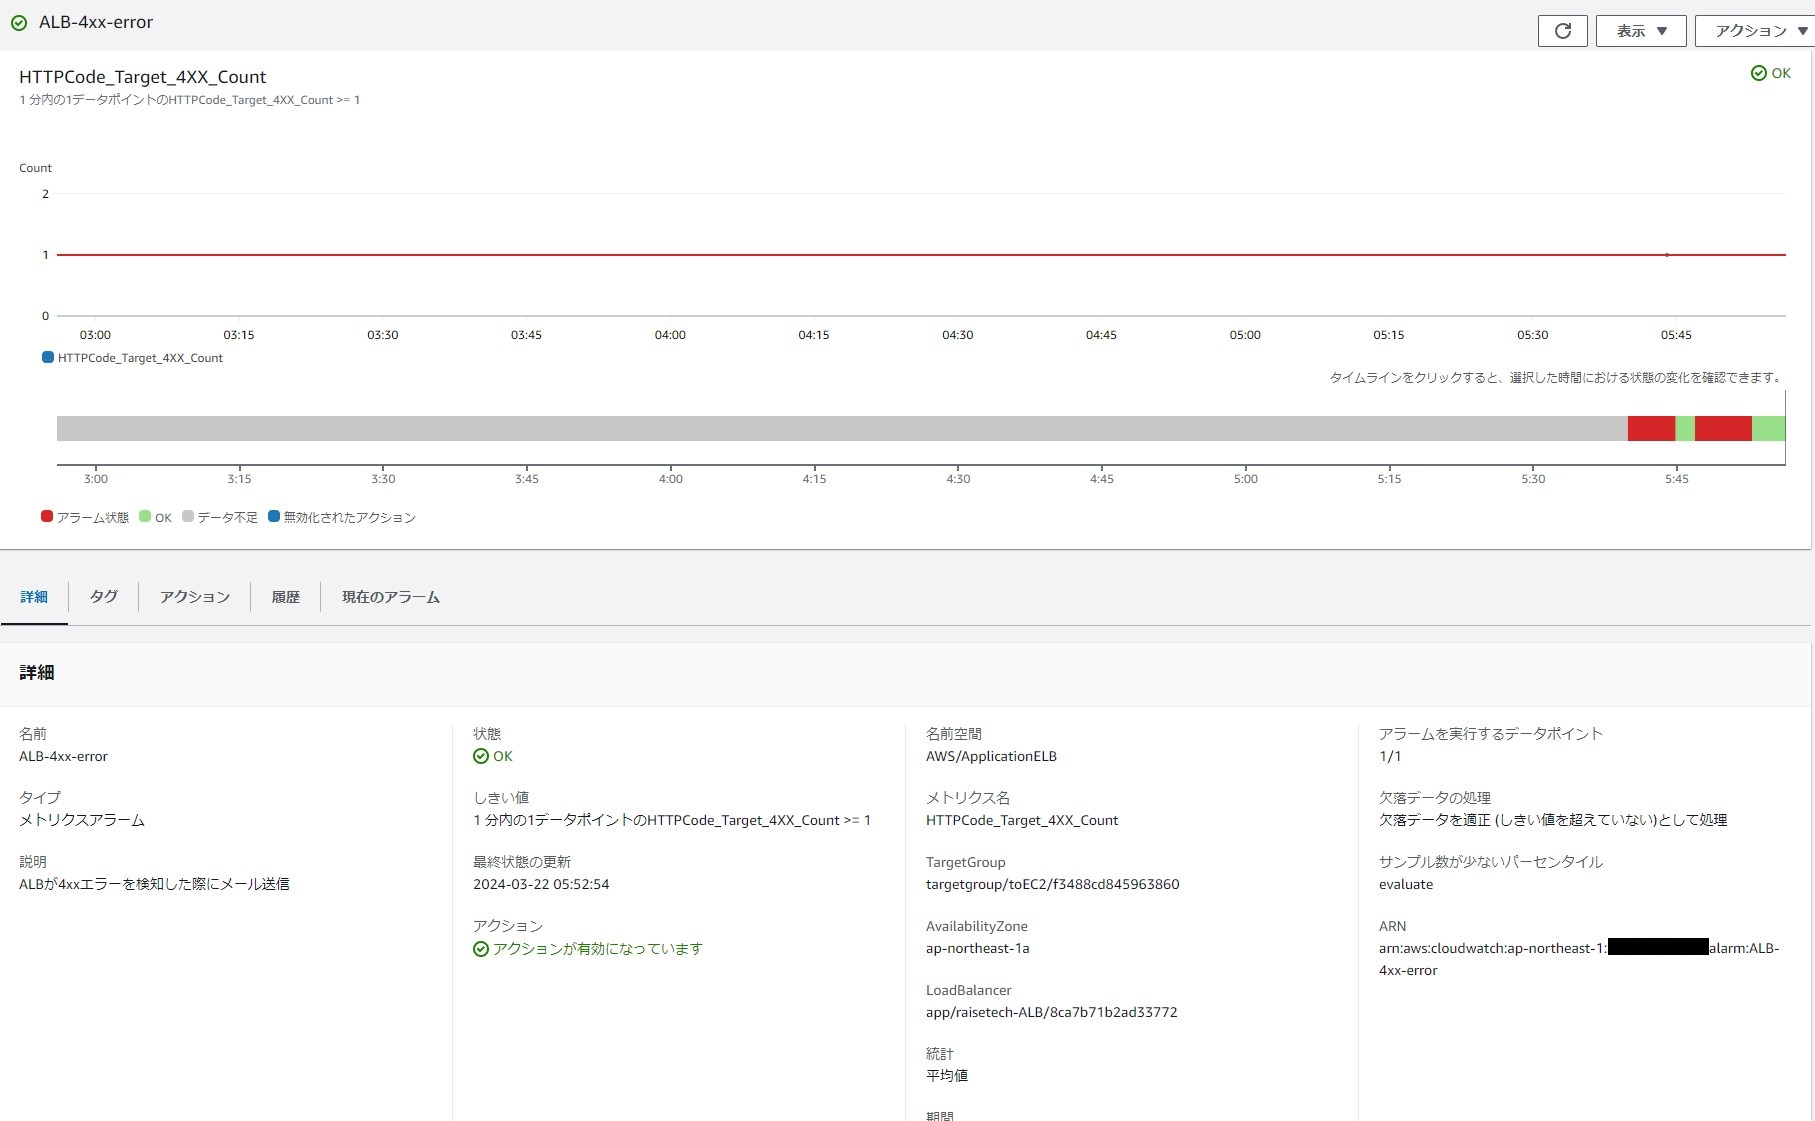 ALB-4xx-error
表示 ▼
アクション ▼
HTTPCode_Target_4XX_Count
OK
1 分内の1データポイントのHTTPCode_Target_4XX_Count >= 1
Count
2
1
0
03:00 03:15 03:30 03:45 04:00 04:15 04:30 04:45 05:00 05:15 05:30 05:45
HTTPCode_Target_4XX_Count
タイムラインをクリックすると、選択した時間における状態の変化を確認できます。
3:00 3:15 3:30 3:45 4:00 4:15 4:30 4:45 5:00 5:15 5:30 5:45
アラーム状態 OK データ不足 無効化されたアクション
詳細 タグ アクション 履歴 現在のアラーム
詳細
名前
ALB-4xx-error
タイプ
メトリクスアラーム
説明
ALBが4xxエラーを検知した際にメール送信
状態
OK
しきい値
1 分内の1データポイントのHTTPCode_Target_4XX_Count >= 1
最終状態の更新
2024-03-22 05:52:54
アクション
アクションが有効になっています
名前空間
AWS/ApplicationELB
メトリクス名
HTTPCode_Target_4XX_Count
TargetGroup
targetgroup/toEC2/f3488cd845963860
AvailabilityZone
ap-northeast-1a
LoadBalancer
app/raisetech-ALB/8ca7b71b2ad33772
統計
平均値
期間
アラームを実行するデータポイント
1/1
欠落データの処理
欠落データを適正 (しきい値を超えていない)として処理
サンプル数が少ないパーセンタイル
evaluate
ARN
arn:aws:cloudwatch:ap-northeast-1: alarm:ALB-
4xx-error